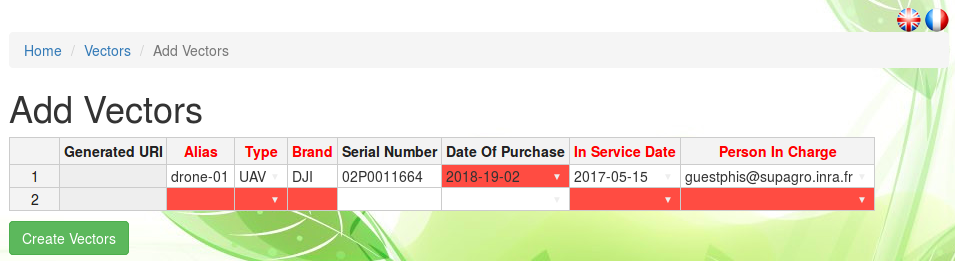 Home / Vectors / Add Vectors
Add Vectors
Generated URI Alias Type Brand Serial Number Date Of Purchase In Service Date Person In Charge
1 drone-01 UAV DJI 02P0011664 2018-19-02 2017-05-15 guestphis@supagro.inra.fr
2
Create Vectors